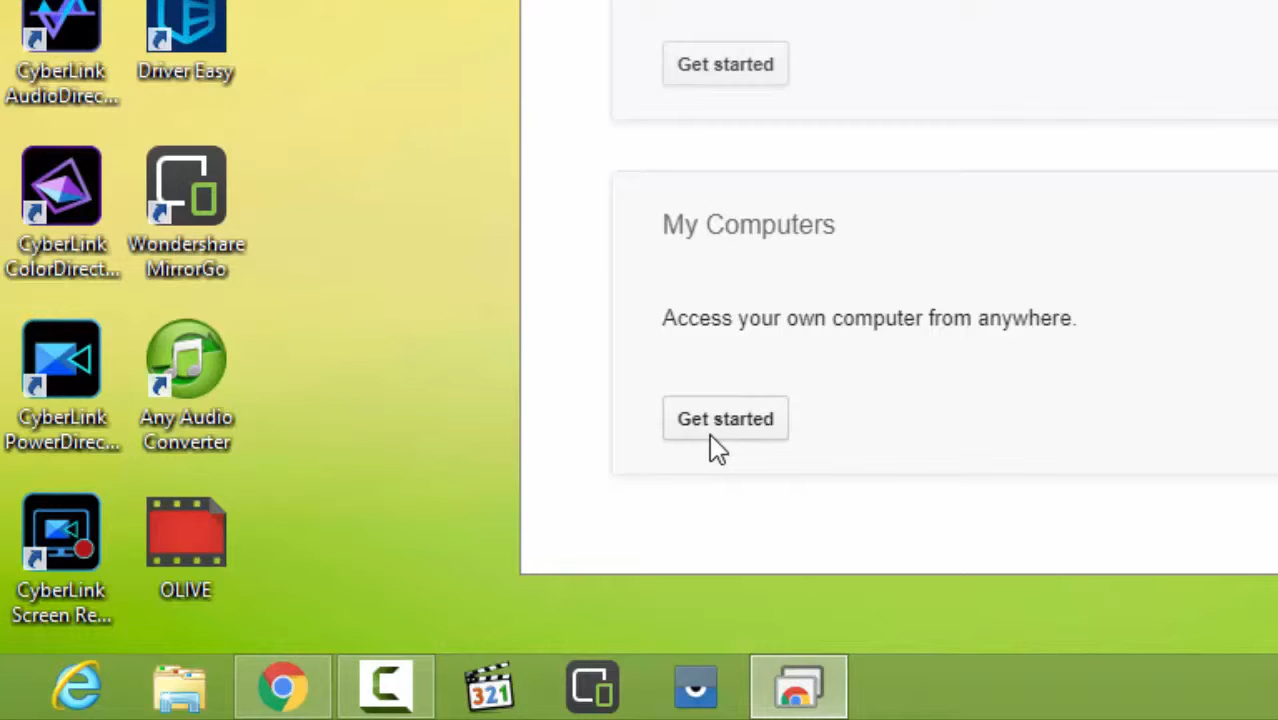 CyberLink
AudioDirec...
Driver Easy
CyberLink
ColorDirect...
Wondershare
MirrorGo
CyberLink
PowerDirec...
Any Audio
Converter
CyberLink
Screen Re...
OLIVE
Get started
My Computers
Access your own computer from anywhere.
Get started
321